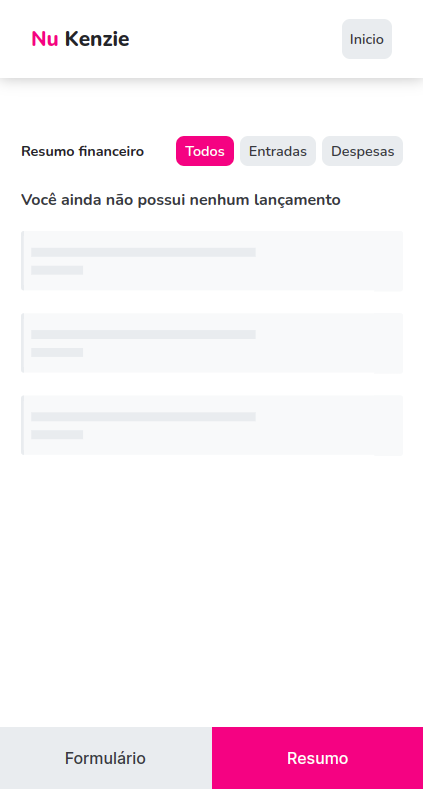 Nu Kenzie
Inicio
Resumo financeiro
Todos
Entradas
Despesas
Você ainda não possui nenhum lançamento
Formulário
Resumo